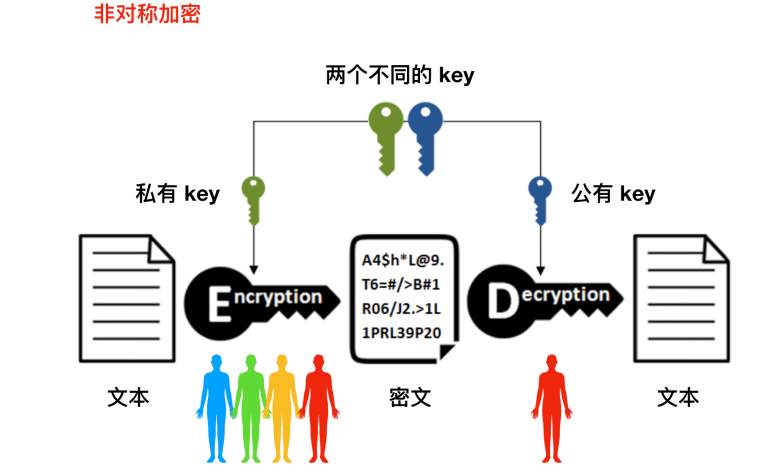 非对称加密
两个不同的 key
私有 key
公有 key
Encryption
A4$h*L@9.
T6=#/>B#1
R06/J2.>1L
1PRL39P20
Decryption
文本
密文
文本